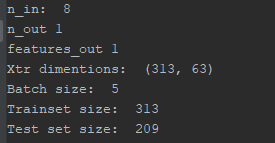 n_in:  8
n_out 1
features_out 1
Xtr dimentions:  (313, 63)
Batch size:  5
Trainset size:  313
Test set size:  209